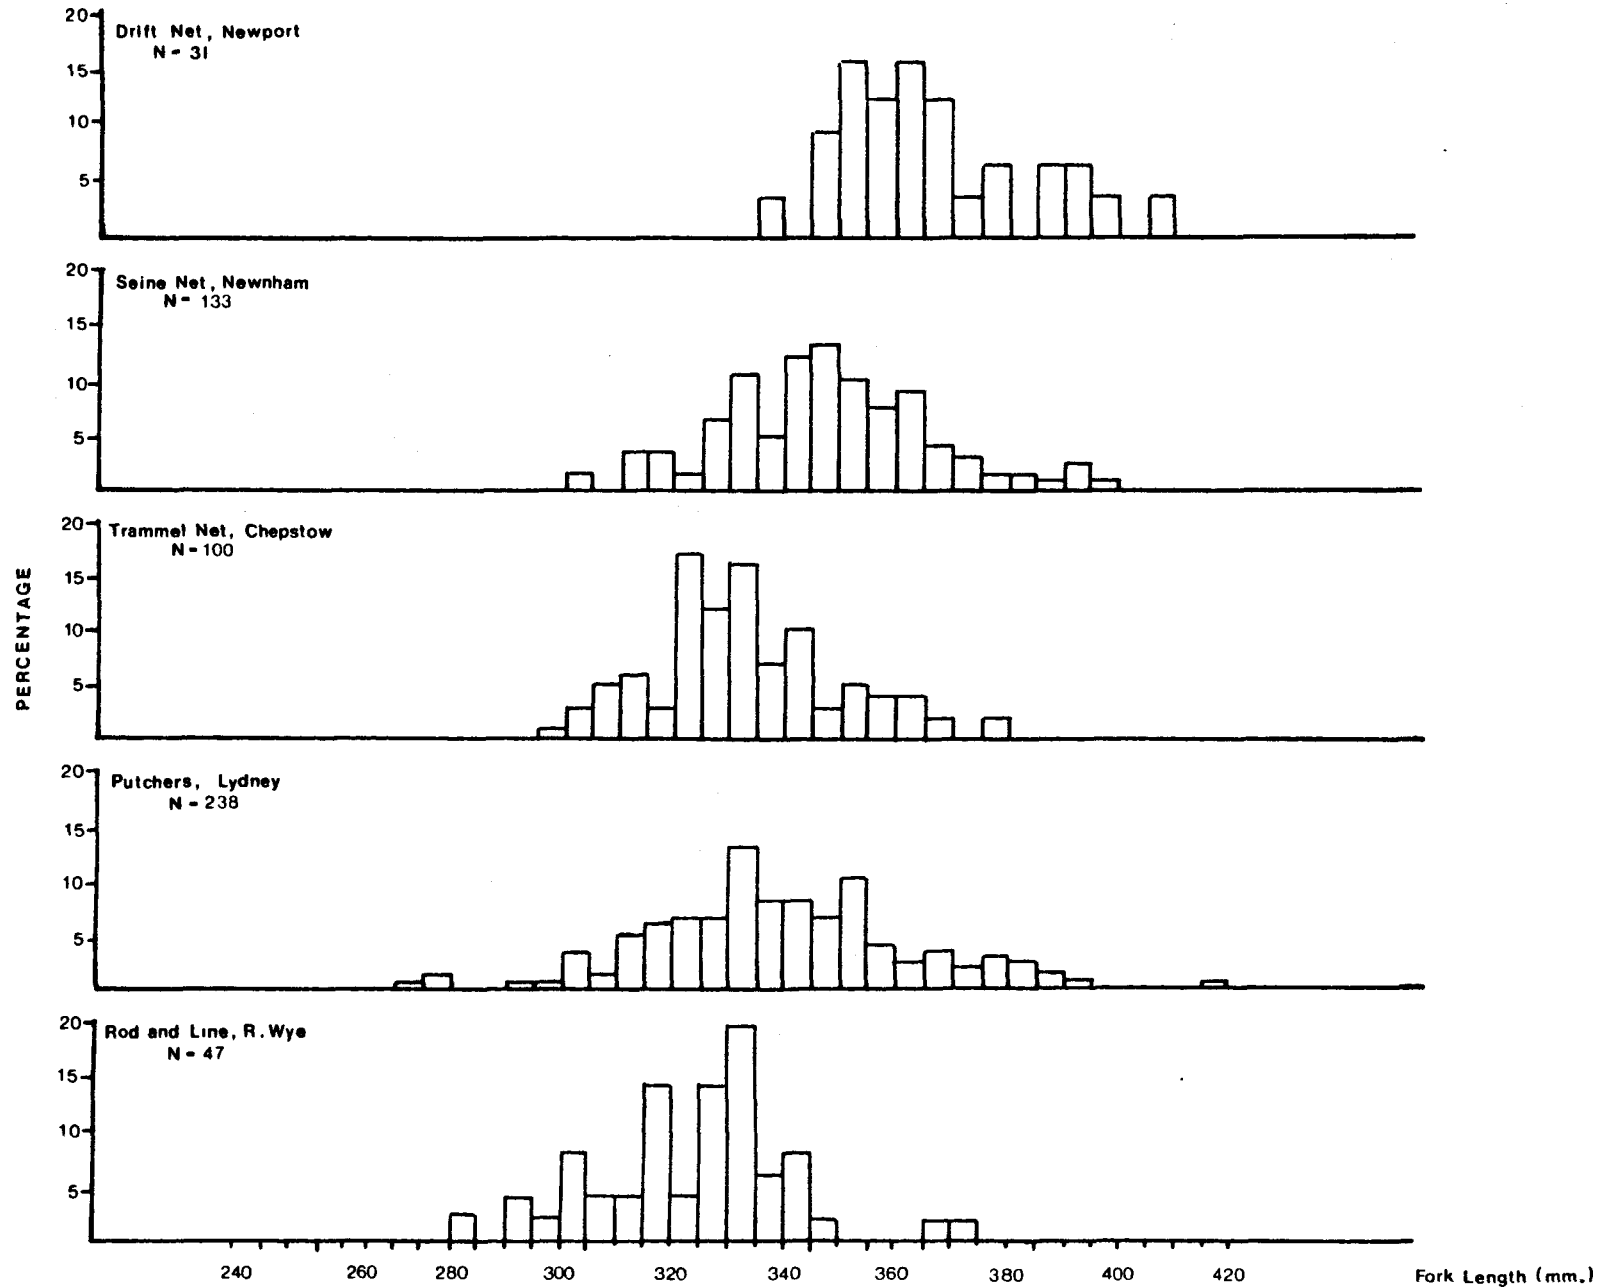 20
Drift Net, Newport
N - 31
15
10
5
20
Seine Net, Newnham
N - 133
15
10
5
20
Trammel Net, Chepstow
N - 100
15
10
5
PERCENTAGE
20
Putchers, Lydney
N - 238
15
10
5
20
Rod and Line, R. Wye
N - 47
15
10
5
240 260 280 300 320 340 360 380 400 420 Fork Length (mm.)